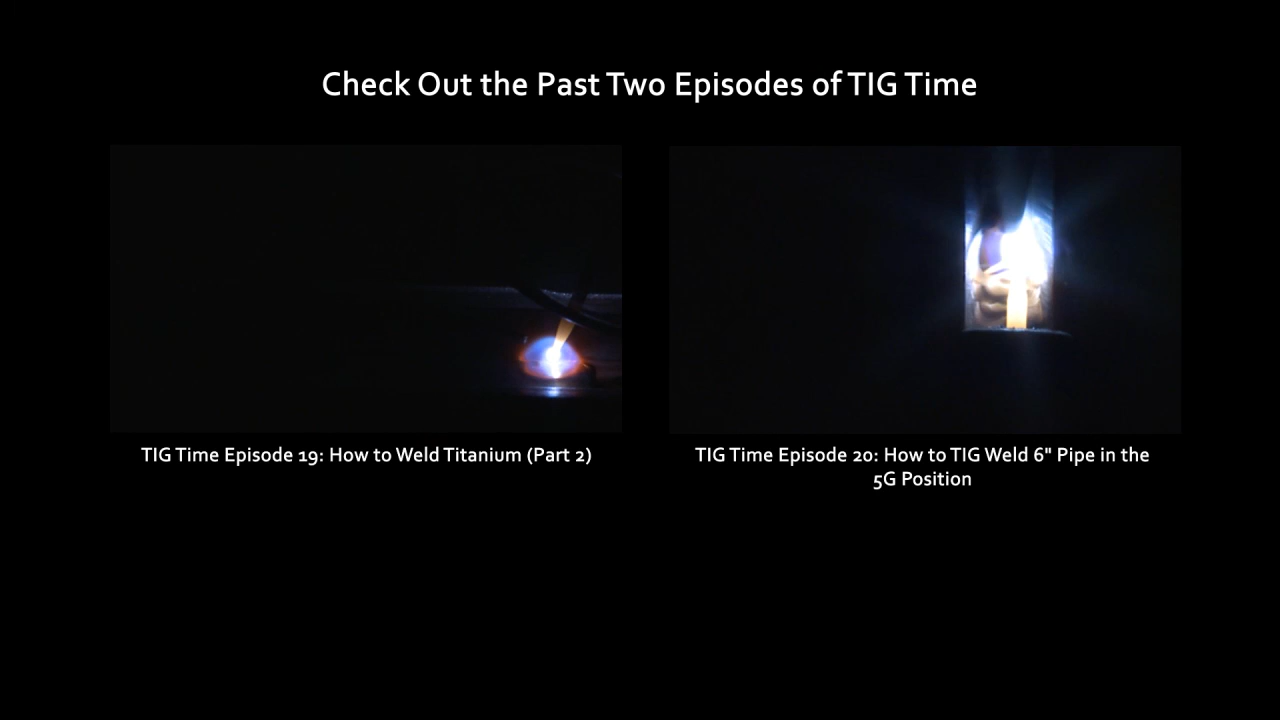 Check Out the Past Two Episodes of TIG Time
TIG Time Episode 19: How to Weld Titanium (Part 2)
TIG Time Episode 20: How to TIG Weld 6" Pipe in the
5G Position